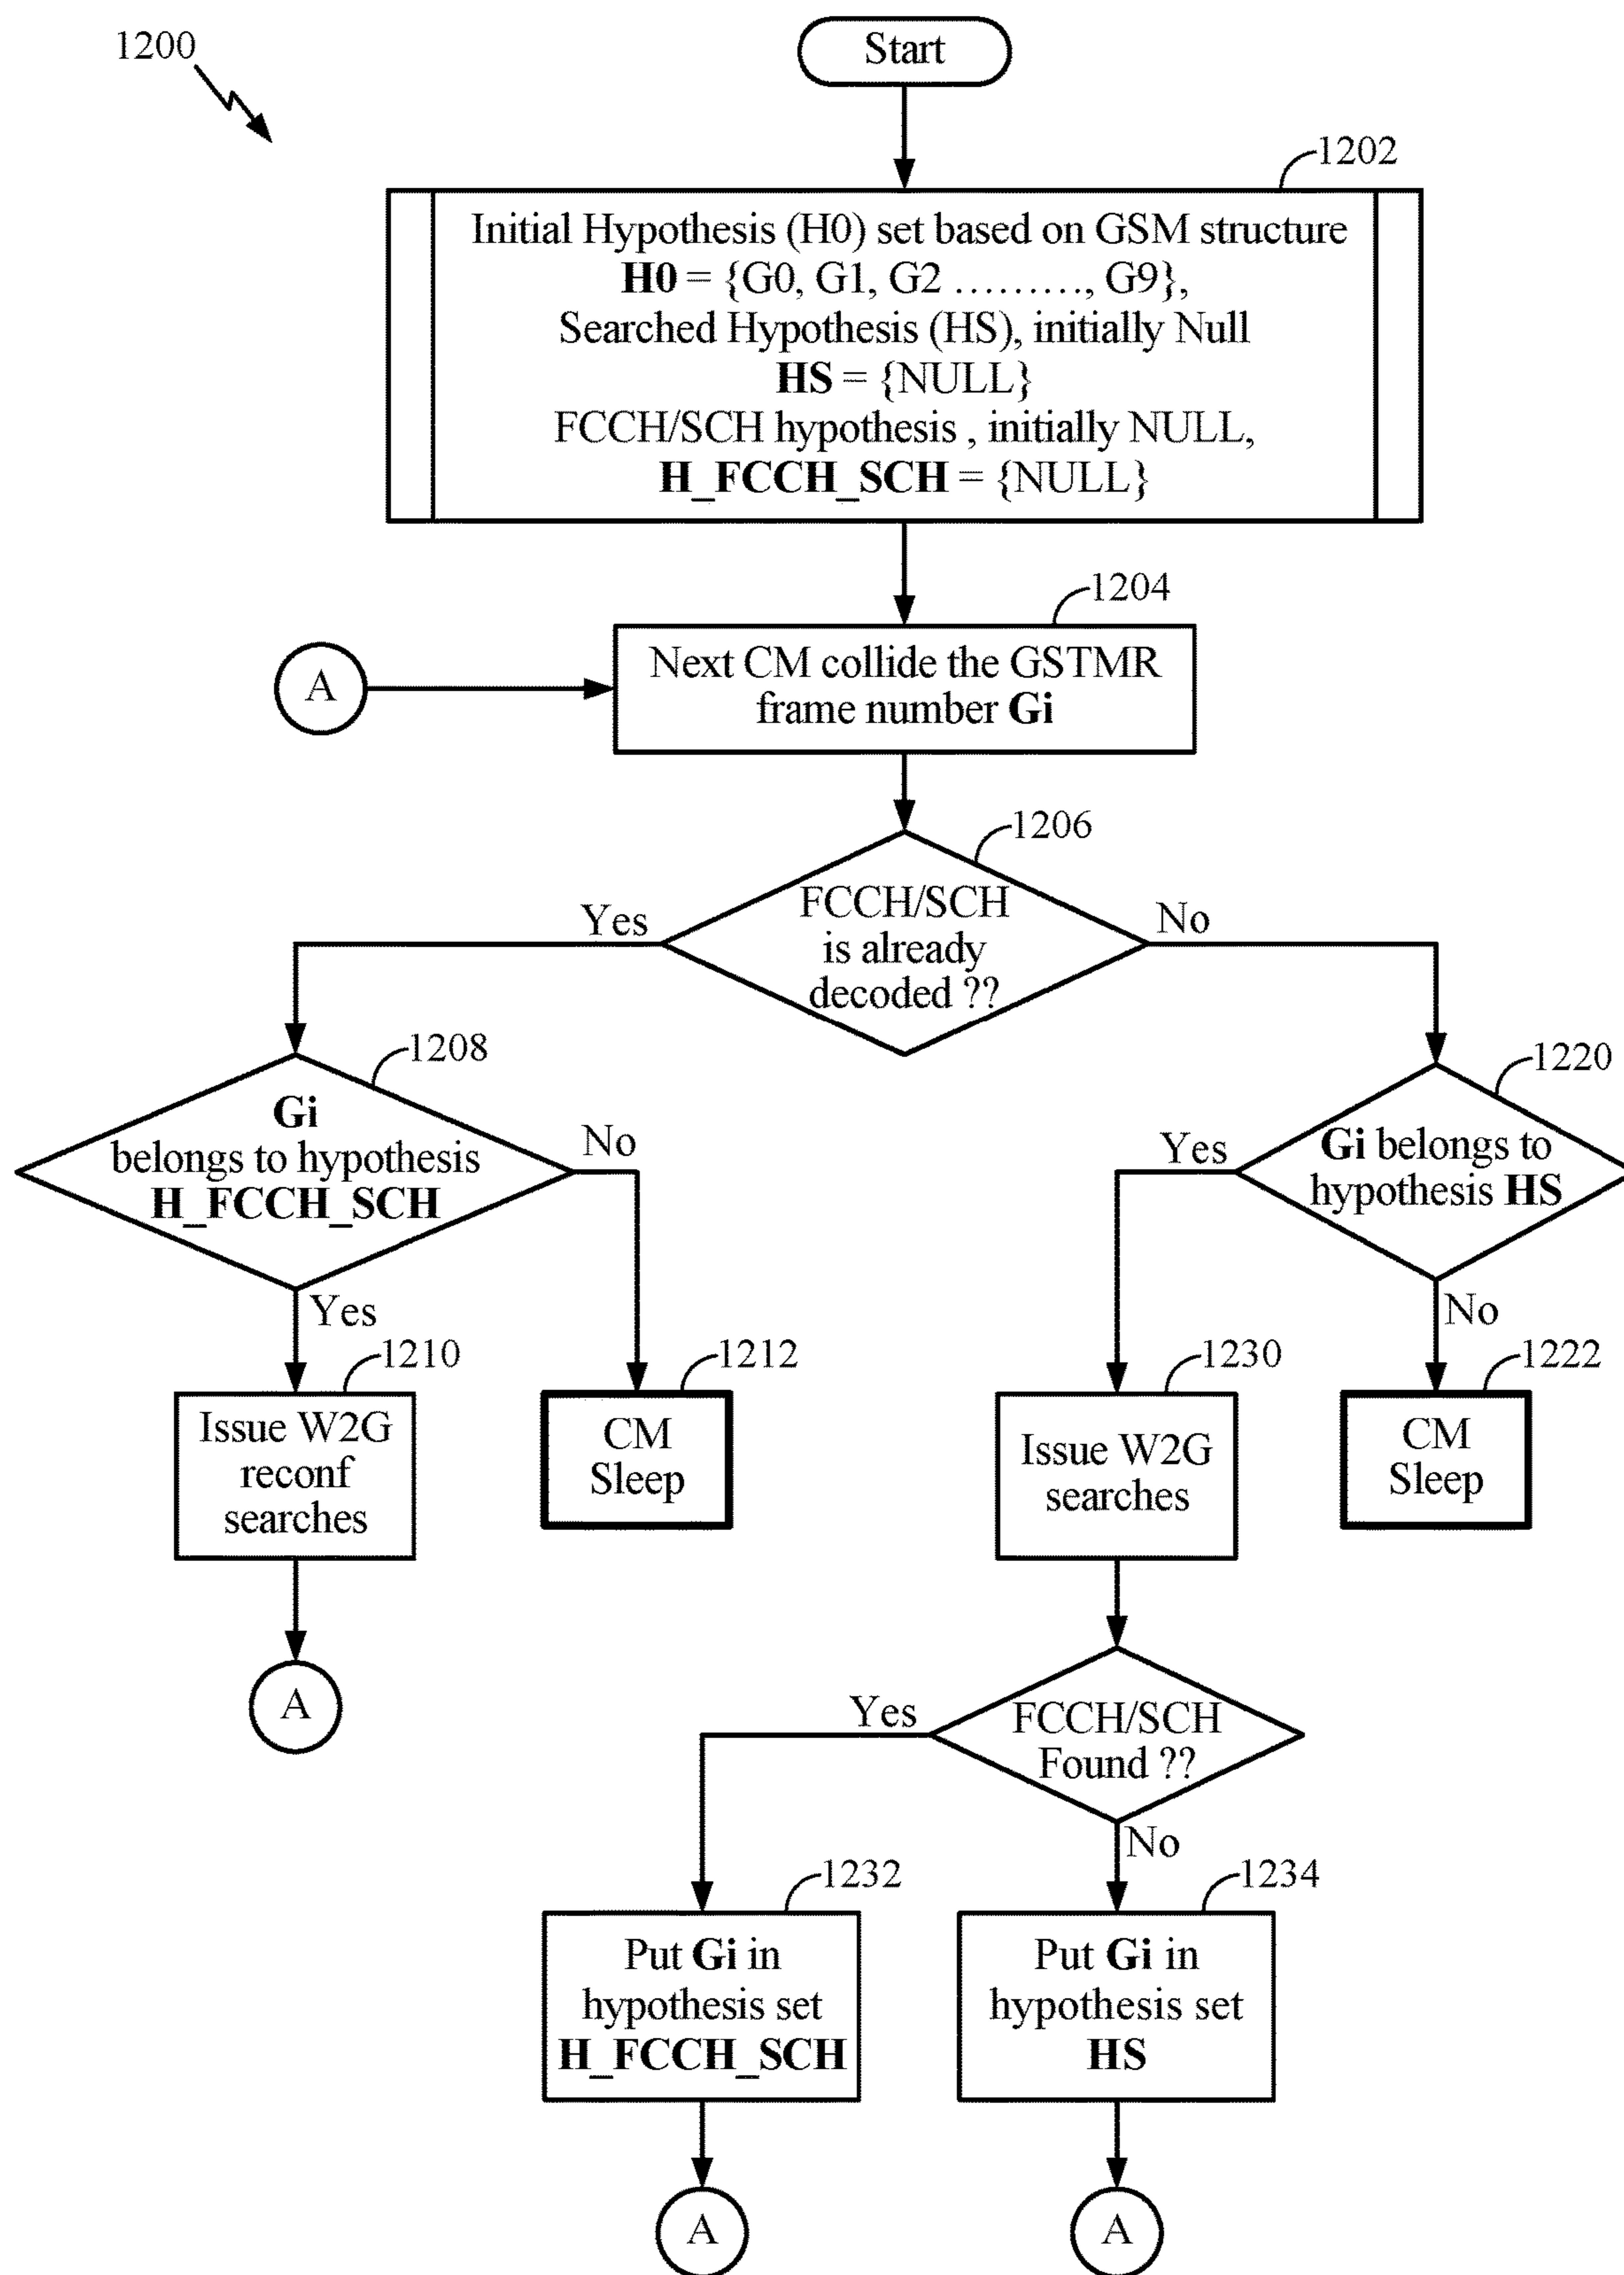 1200
Start
1202
Initial Hypothesis (H0) set based on GSM structure
H0 = {G0, G1, G2 ………, G9},
Searched Hypothesis (HS), initially Null
HS = {NULL}
FCCH/SCH hypothesis , initially NULL,
H_FCCH_SCH = {NULL}
1204
A
Next CM collide the GSTMR
frame number Gi
1206
FCCH/SCH
is already
decoded ??
Yes
No
1208
Gi
belongs to hypothesis
H_FCCH_SCH
No
Yes
1220
Gi belongs to
hypothesis HS
Yes
No
1210
Issue W2G
reconf
searches
1212
CM
Sleep
1230
Issue W2G
searches
1222
CM
Sleep
A
FCCH/SCH
Found ??
Yes
No
1232
Put Gi in
hypothesis set
H_FCCH_SCH
1234
Put Gi in
hypothesis set
HS
A
A